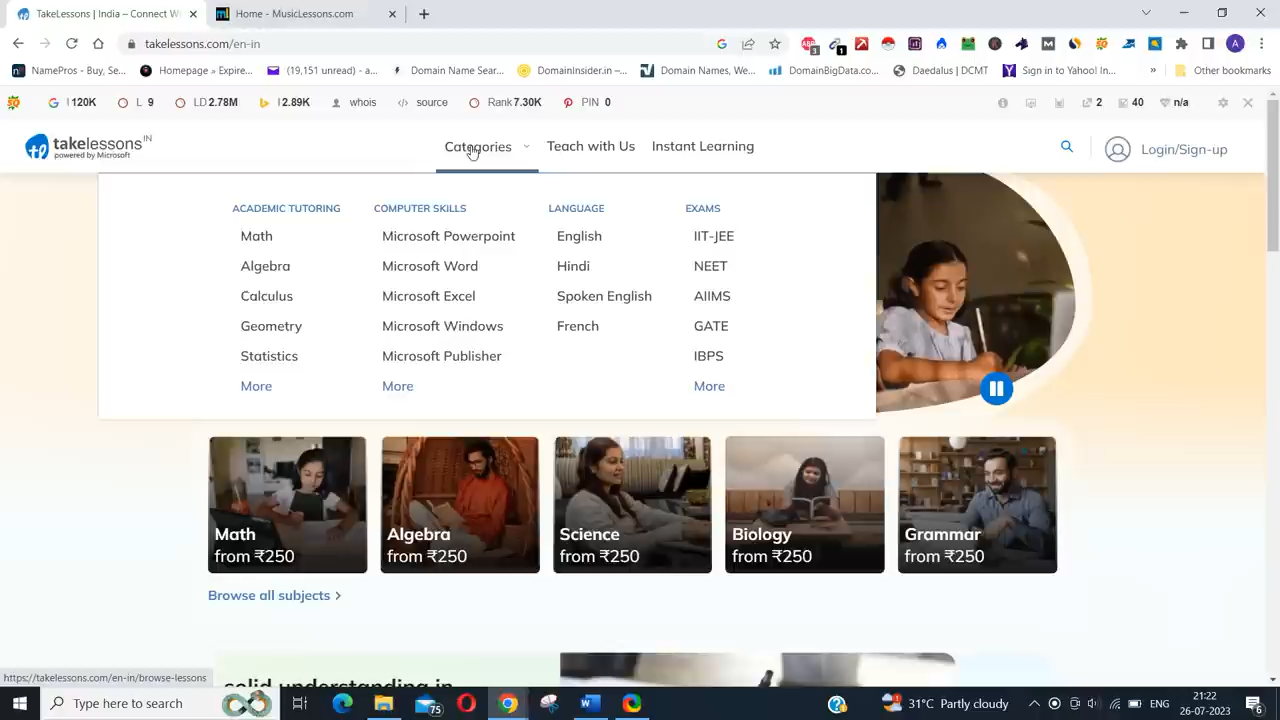 TakeLessons | India – Connect W
Home - MusicLessons.com
takelessons.com/en-in
3
1
A
NamePros - Buy, Se...
Homepage » Expire...
(19,151 unread) - a...
Domain Name Sear...
DomainInsider.in –...
Domain Names, We...
DomainBigData.co...
Daedalus | DCMT
Sign in to Yahoo! In...
»
Other bookmarks
I 120K
L 9
LD 2.78M
I 2.89K
whois
source
Rank 7.30K
PIN 0
2
40
n/a
takelessons IN
powered by Microsoft
Categories
Teach with Us
Instant Learning
Login/Sign-up
ACADEMIC TUTORING
COMPUTER SKILLS
LANGUAGE
EXAMS
Math
Microsoft Powerpoint
English
IIT-JEE
Algebra
Microsoft Word
Hindi
NEET
Calculus
Microsoft Excel
Spoken English
AIIMS
Geometry
Microsoft Windows
French
GATE
Statistics
Microsoft Publisher
IBPS
More
More
More
Math
from ₹250
Algebra
from ₹250
Science
from ₹250
Biology
from ₹250
Grammar
from ₹250
Browse all subjects >
https://takelessons.com/en-in/browse-lessons
solid understanding in
Type here to search
75
31°C Partly cloudy
ENG
21:22
26-07-2023
6